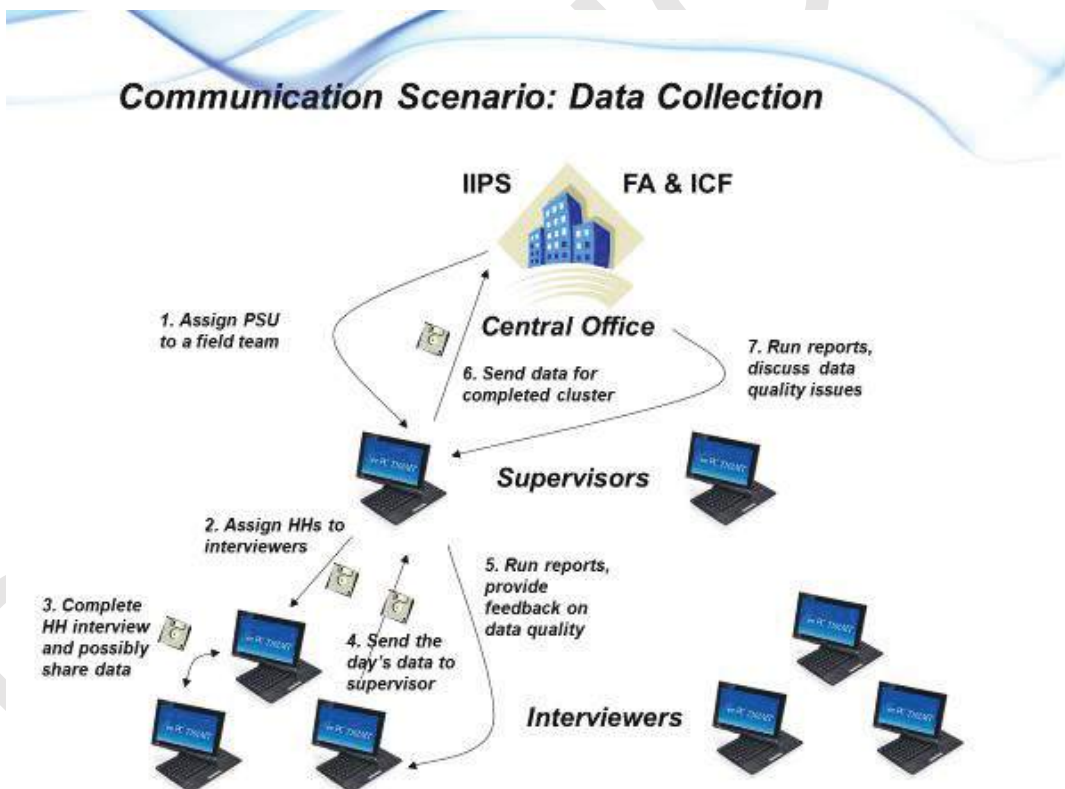 Communication Scenario: Data Collection
IIPS
FA & ICF
1. Assign PSU
to a field team
Central Office
6. Send data for
completed cluster
7. Run reports,
discuss data
quality issues
Supervisors
2. Assign HHs to
interviewers
5. Run reports,
provide
feedback on
data quality
3. Complete
HH interview
and possibly
share data
4. Send the
day's data to
supervisor
Interviewers